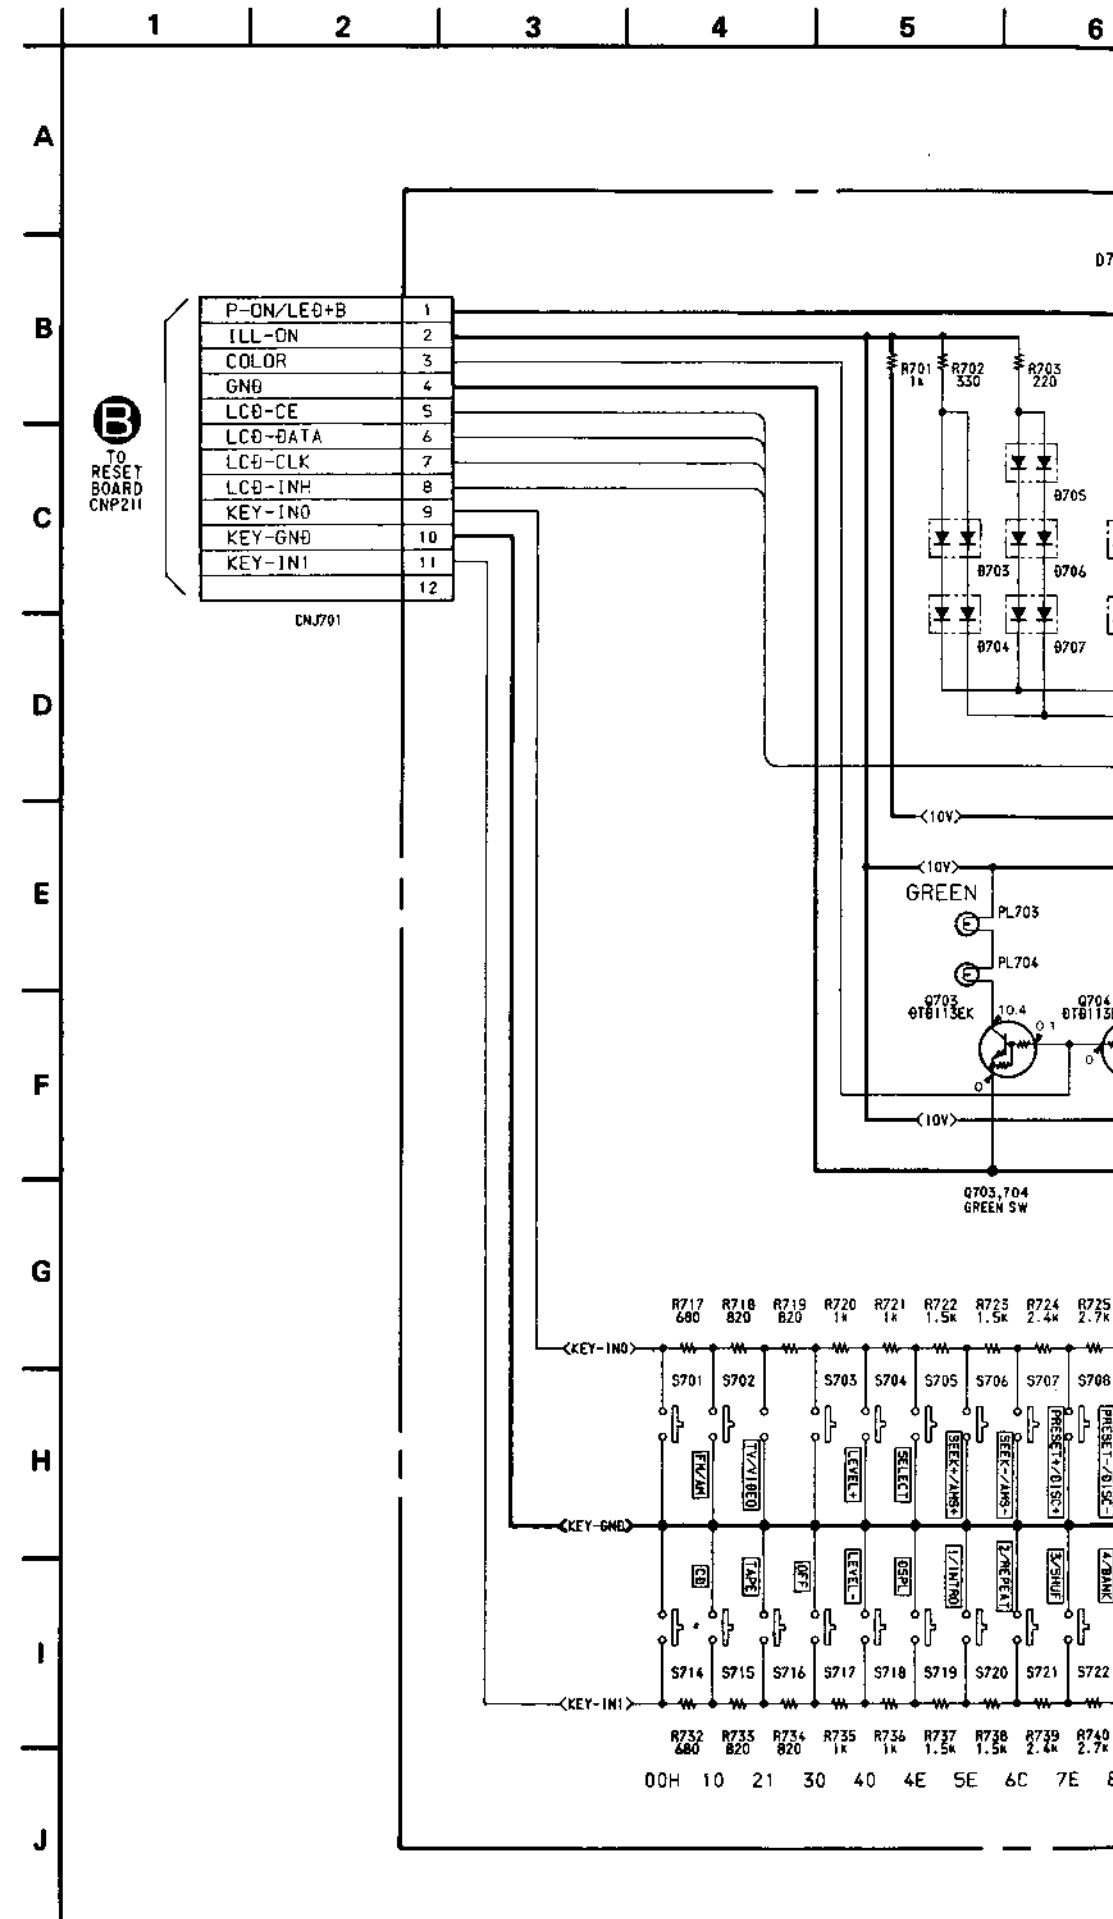 1 2 3 4 5 6
A
D7
B
P-ON/LED+B 1
ILL-ON 2
COLOR 3
GND 4
LCD-CE 5
LCD-DATA 6
LCD-CLK 7
LCD-INH 8
KEY-IN0 9
KEY-GND 10
KEY-IN1 11
12
CNJ701
B
TO
RESET
BOARD
CNP211
R701
1k
R702
330
R703
220
C
D705
D703
D706
D704
D707
D
<10V>
E
<10V>
GREEN
PL703
PL704
Q703
DTD113EK
10.4
0.1
0
Q704
DTD113
0
F
<10V>
Q703,704
GREEN SW
G
R717 R718 R719 R720 R721 R722 R723 R724 R725
680 820 820 1k 1k 1.5k 1.5k 2.4k 2.7k
<KEY-IN0>
S701 S702 S703 S704 S705 S706 S707 S708
H
FM/AM
TV/VIDEO
LEVEL+
SELECT
SEEK+/AMS+
SEEK-/AMS-
PRESET+/DISC+
PRESET-/DISC-
<KEY-GND>
CD
TAPE
OFF
LEVEL-
DSPL
1/INTRO
2/REPEAT
3/SHUF
4/BANK
I
S714 S715 S716 S717 S718 S719 S720 S721 S722
<KEY-IN1>
R732 R733 R734 R735 R736 R737 R738 R739 R740
680 820 820 1k 1k 1.5k 1.5k 2.4k 2.7k
00H 10 21 30 40 4E 5E 6C 7E 8
J